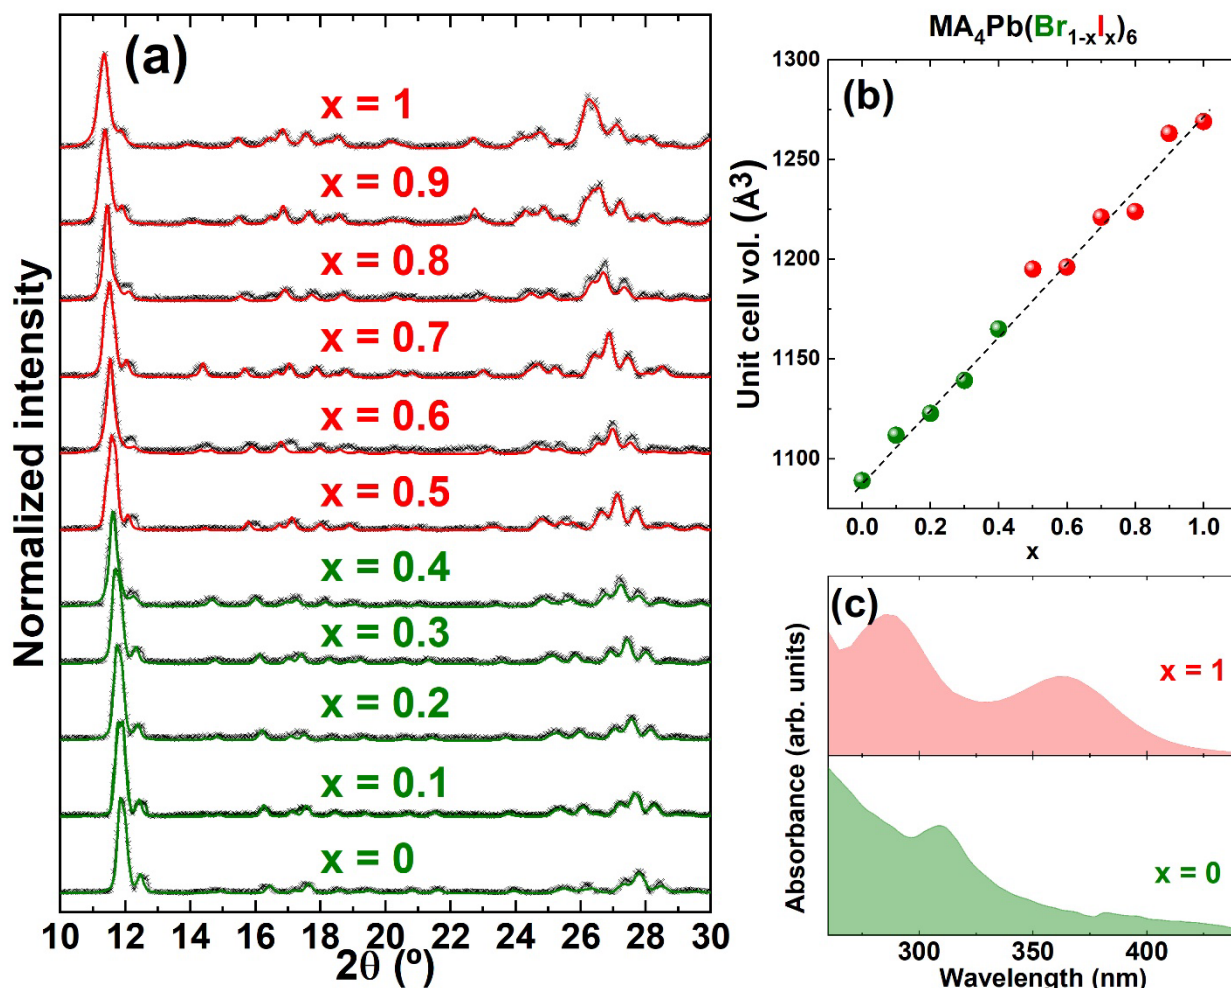 (a)
x = 1
x = 0.9
x = 0.8
x = 0.7
x = 0.6
x = 0.5
x = 0.4
x = 0.3
x = 0.2
x = 0.1
x = 0
Normalized intensity
10 12 14 16 18 20 22 24 26 28 30
2θ (º)
MA₄Pb(Br₁₋ₓIₓ)₆
(b)
1300
1250
1200
1150
1100
Unit cell vol. (Å³)
0.0 0.2 0.4 0.6 0.8 1.0
x
(c)
x = 1
x = 0
Absorbance (arb. units)
300 350 400
Wavelength (nm)